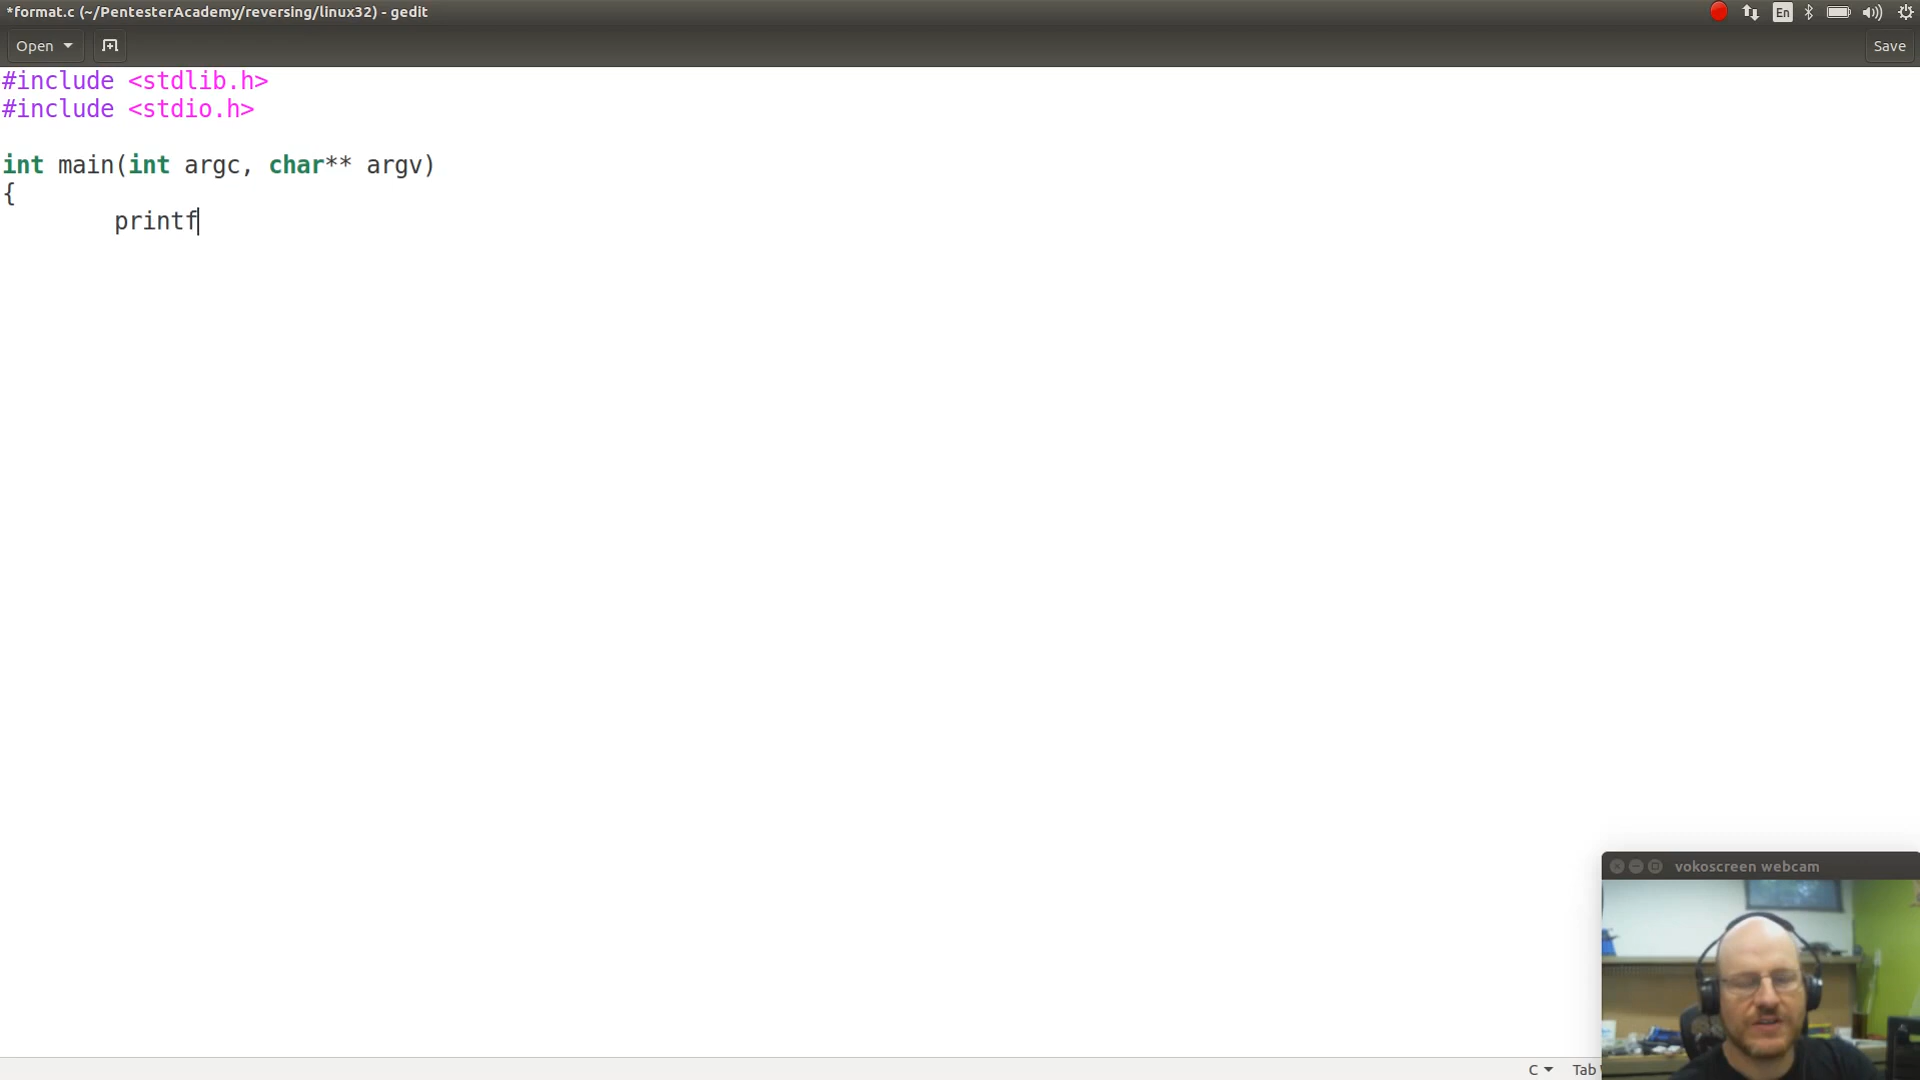 *format.c (~/PentesterAcademy/reversing/linux32) - gedit
En
Open
Save
#include <stdlib.h>
#include <stdio.h>
int main(int argc, char** argv)
{
printf
vokoscreen webcam
C
Tab